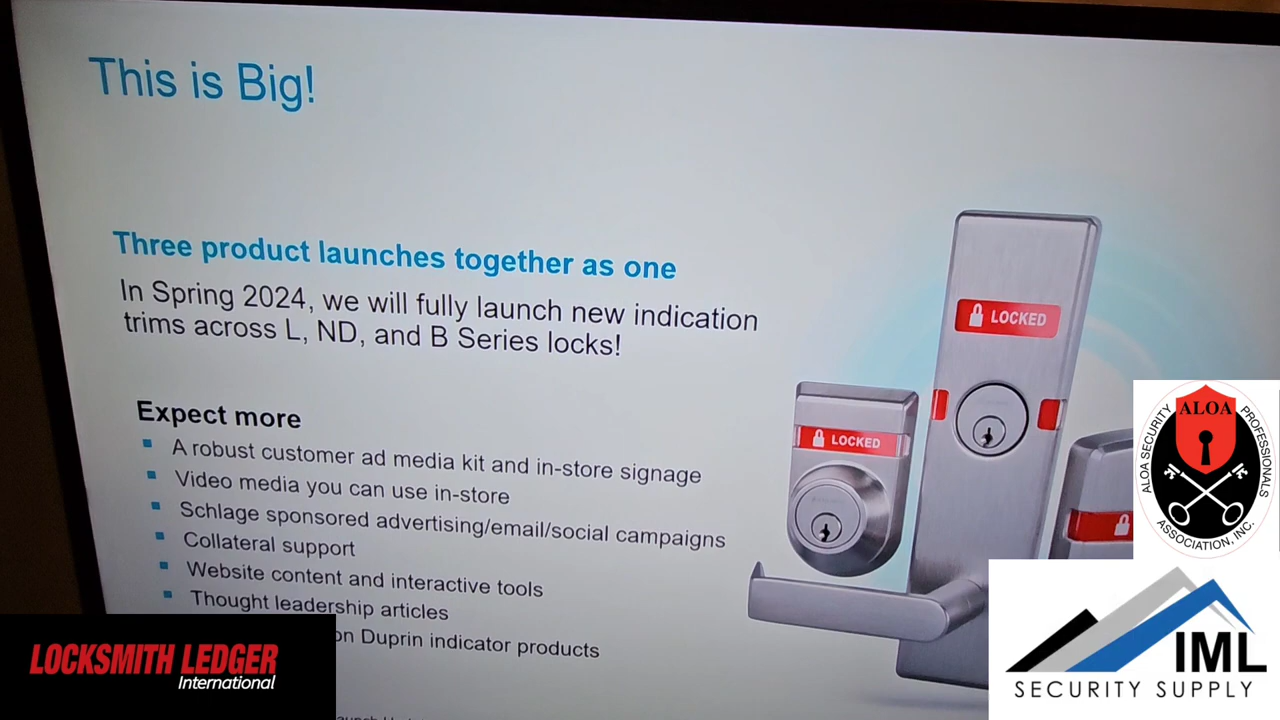 This is Big!
Three product launches together as one
In Spring 2024, we will fully launch new indication
trims across L, ND, and B Series locks!
Expect more
A robust customer ad media kit and in-store signage
Video media you can use in-store
Schlage sponsored advertising/email/social campaigns
Collateral support
Website content and interactive tools
Thought leadership articles
on Duprin indicator products
LOCKED
LOCKED
ALOA
ALOA SECURITY PROFESSIONALS
ASSOCIATION, INC.
LOCKSMITH LEDGER
International
IML
SECURITY SUPPLY